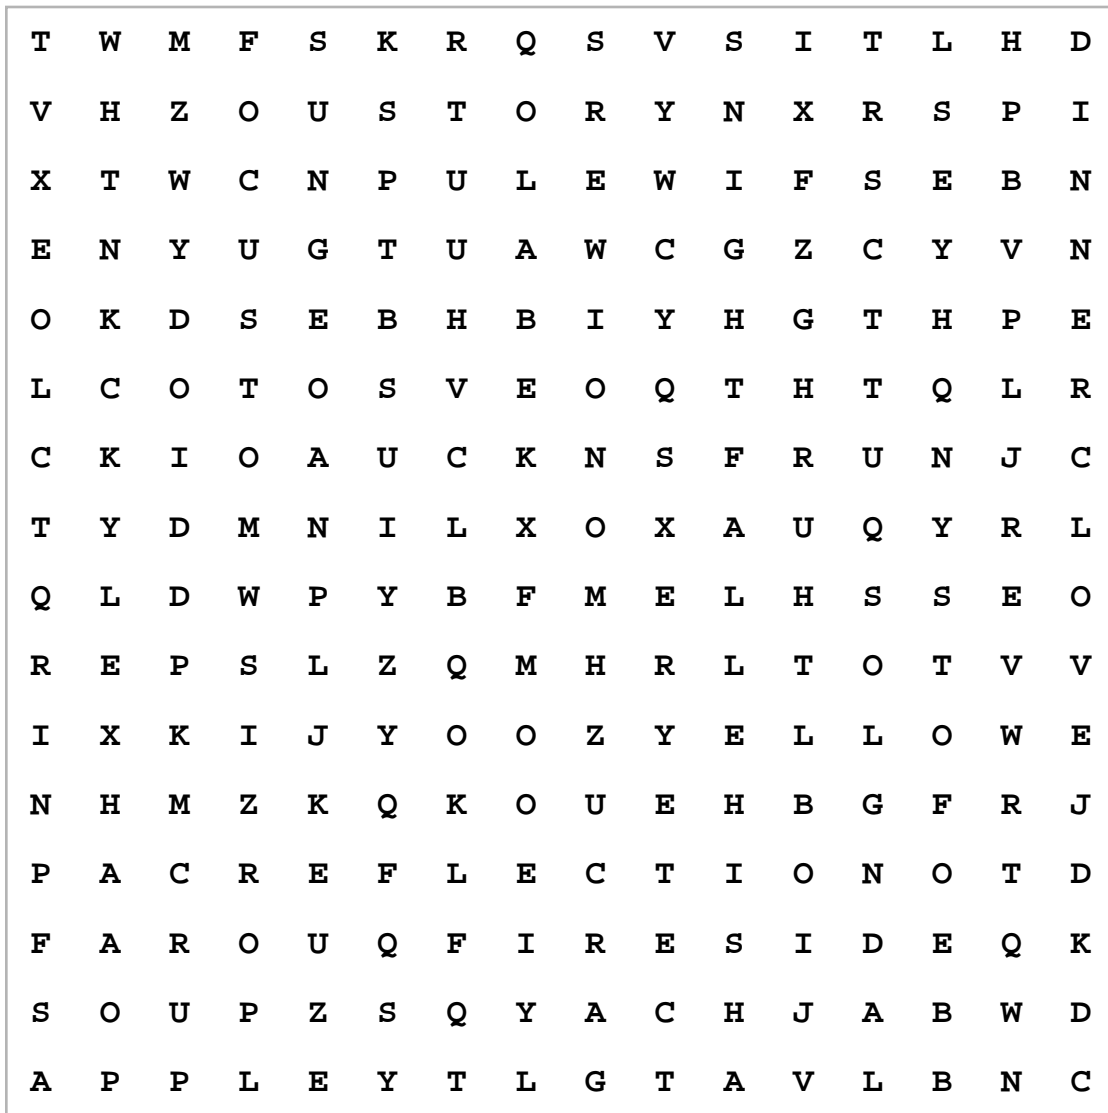 T W M F S K R Q S V S I T L H D
V H Z O U S T O R Y N X R S P I
X T W C N P U L E W I F S E B N
E N Y U G T U A W C G Z C Y V N
O K D S E B H B I Y H G T H P E
L C O T O S V E O Q T H T Q L R
C K I O A U C K N S F R U N J C
T Y D M N I L X O X A U Q Y R L
Q L D W P Y B F M E L H S S E O
R E P S L Z Q M H R L T O T V V
I X K I J Y O O Z Y E L L O W E
N H M Z K Q K O U E H B G F R J
P A C R E F L E C T I O N O T D
F A R O U Q F I R E S I D E Q K
S O U P Z S Q Y A C H J A B W D
A P P L E Y T L G T A V L B N C